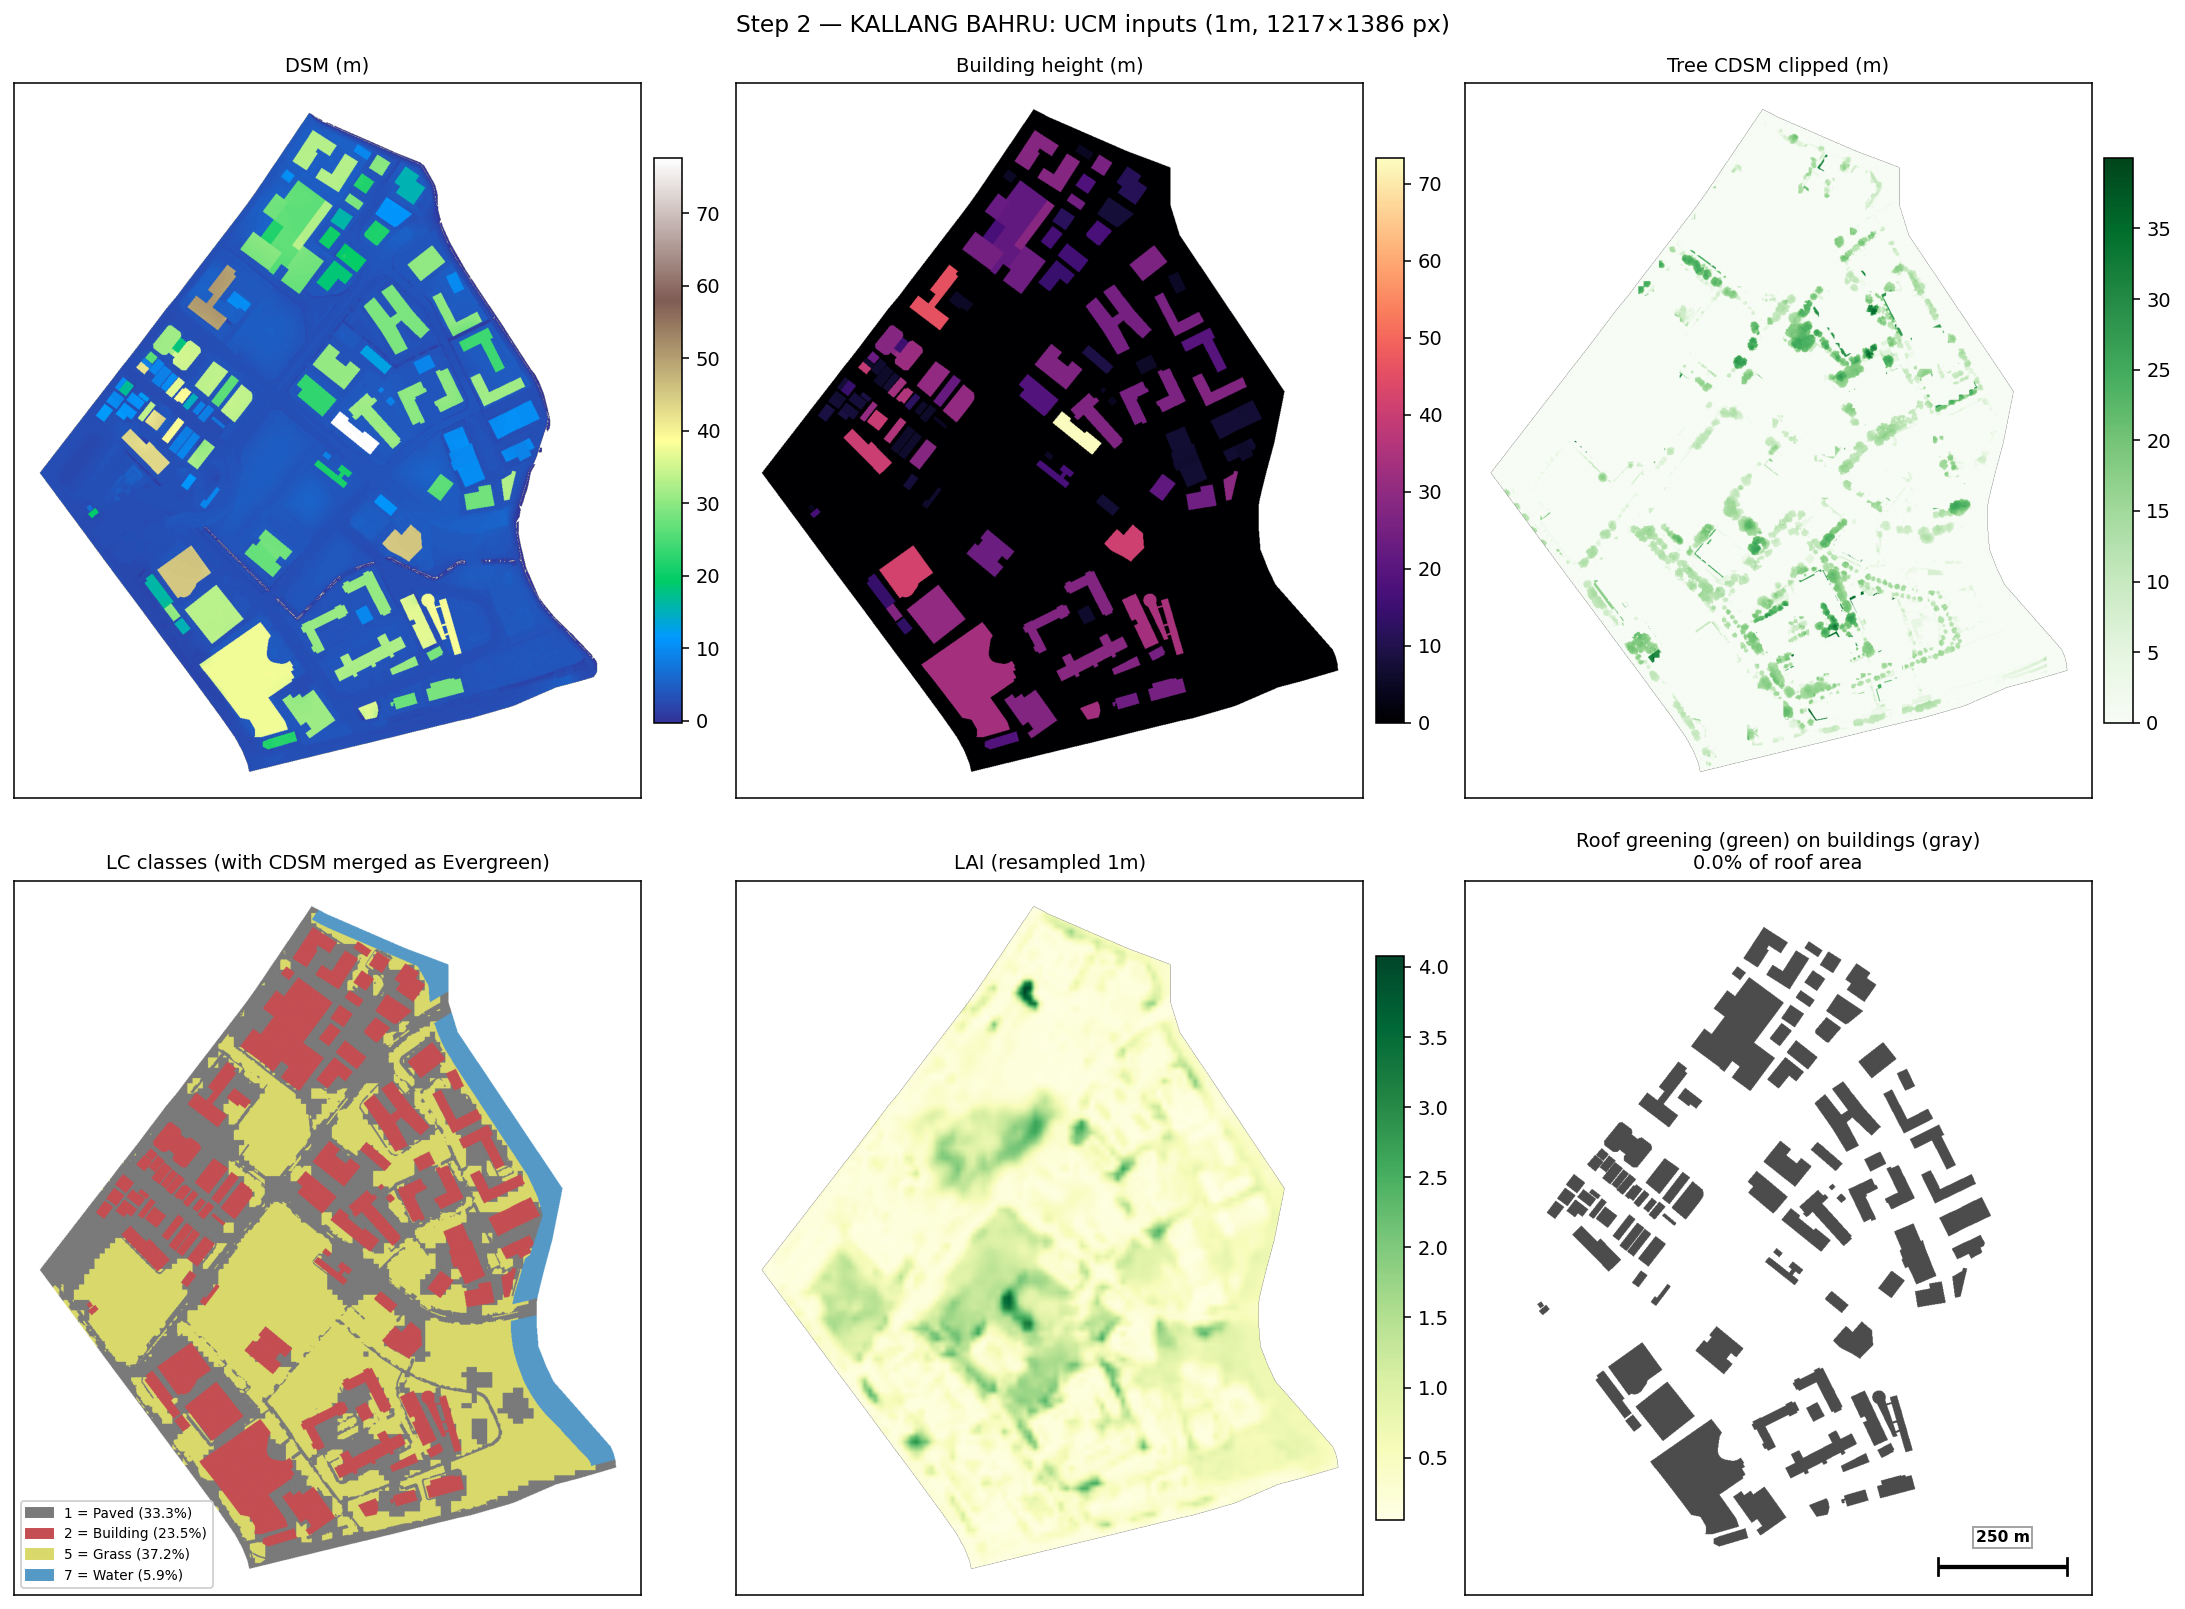 Step 2 — KALLANG BAHRU: UCM inputs (1m, 1217×1386 px)
DSM (m)
70
60
50
40
30
20
10
0
Building height (m)
70
60
50
40
30
20
10
0
Tree CDSM clipped (m)
35
30
25
20
15
10
5
0
LC classes (with CDSM merged as Evergreen)
1 = Paved (33.3%)
2 = Building (23.5%)
5 = Grass (37.2%)
7 = Water (5.9%)
LAI (resampled 1m)
4.0
3.5
3.0
2.5
2.0
1.5
1.0
0.5
Roof greening (green) on buildings (gray)
0.0% of roof area
250 m